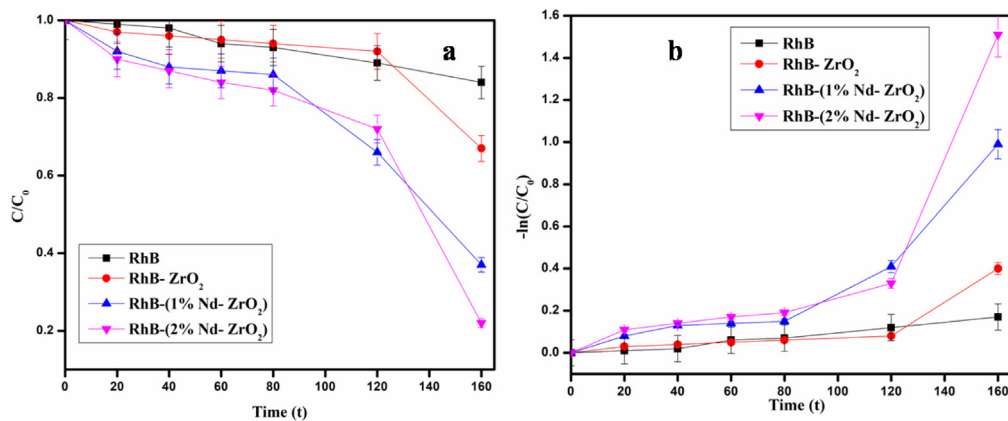 a
C/C₀
1.0
0.8
0.6
0.4
0.2
RhB
RhB- ZrO₂
RhB-(1% Nd- ZrO₂)
RhB-(2% Nd- ZrO₂)
0 20 40 60 80 100 120 140 160
Time (t)
b
-ln(C/C₀)
1.6
1.4
1.2
1.0
0.8
0.6
0.4
0.2
0.0
RhB
RhB- ZrO₂
RhB-(1% Nd- ZrO₂)
RhB-(2% Nd- ZrO₂)
0 20 40 60 80 100 120 140 160
Time (t)